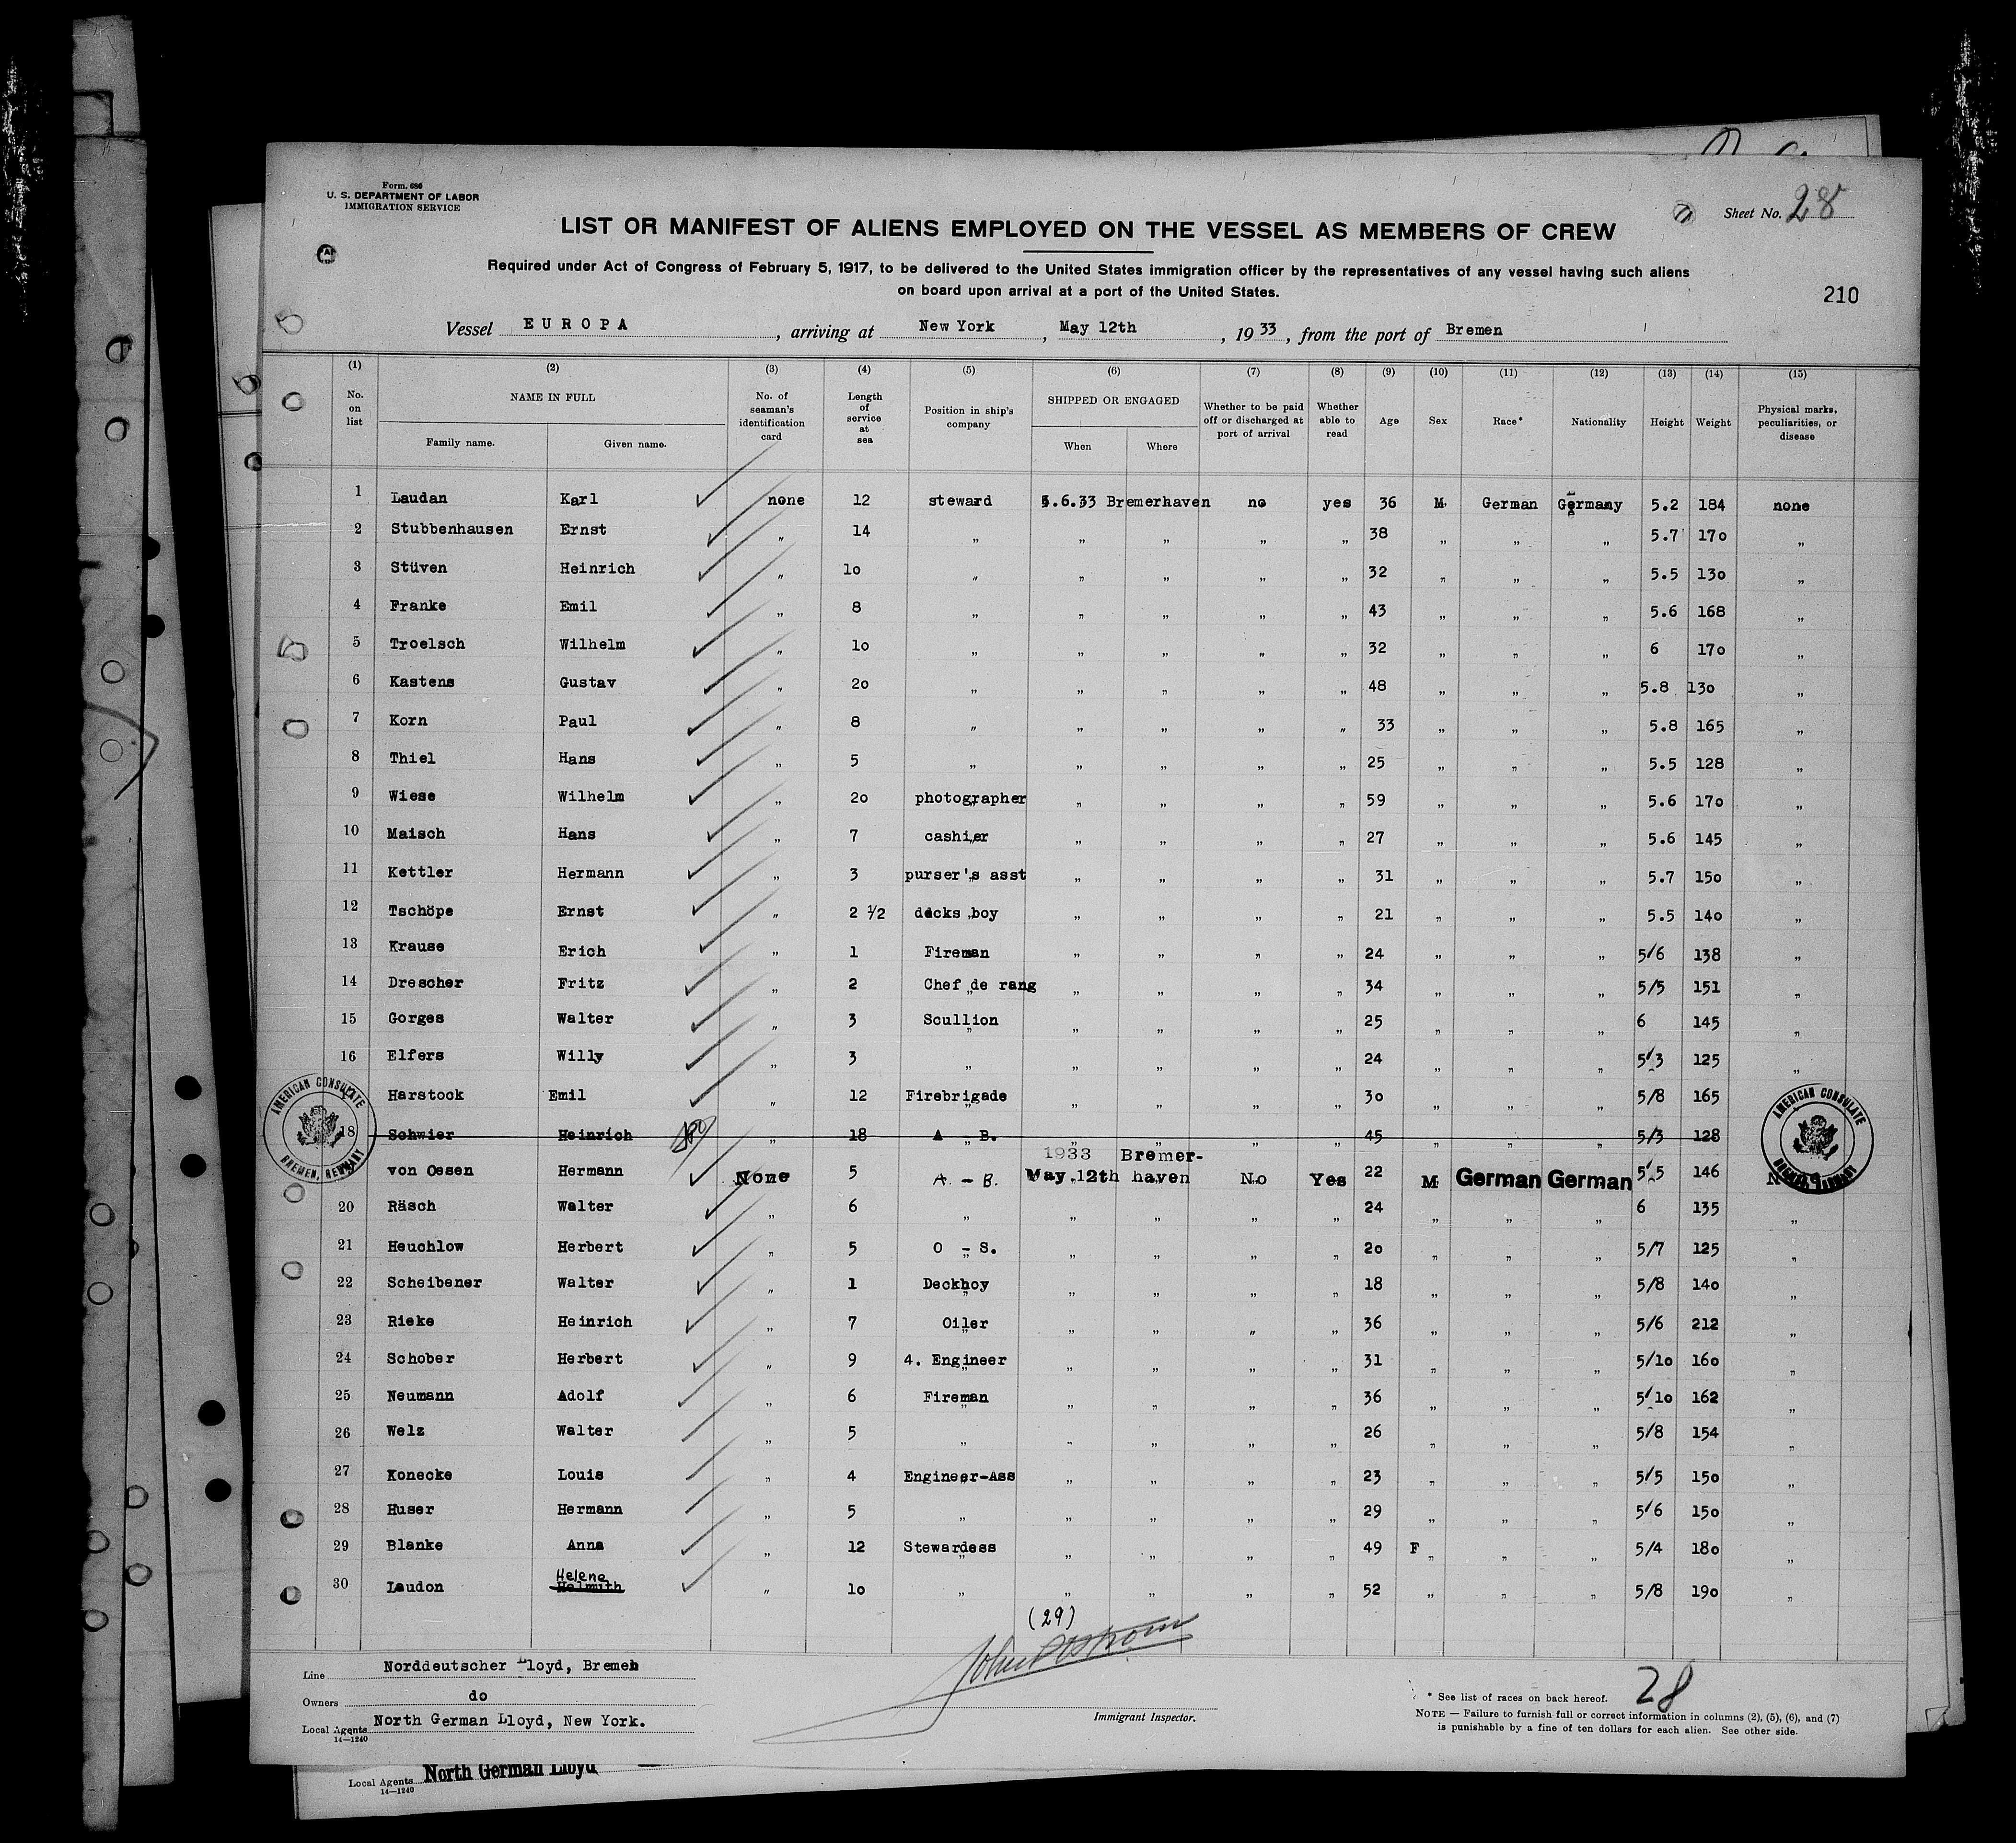 Form. 686
U. S. DEPARTMENT OF LABOR
IMMIGRATION SERVICE
Sheet No. 28
LIST OR MANIFEST OF ALIENS EMPLOYED ON THE VESSEL AS MEMBERS OF CREW
Required under Act of Congress of February 5, 1917, to be delivered to the United States immigration officer by the representatives of any vessel having such aliens
on board upon arrival at a port of the United States.
210
Vessel EUROPA, arriving at New York, May 12th, 1933, from the port of Bremen
(1) (2) (3) (4) (5) (6) (7) (8) (9) (10) (11) (12) (13) (14) (15)
No. on list NAME IN FULL Family name. Given name. No. of seaman's identification card Length of service at sea Position in ship's company SHIPPED OR ENGAGED When Where Whether to be paid off or discharged at port of arrival Whether able to read Age Sex Race* Nationality Height Weight Physical marks, peculiarities, or disease
1 Laudan Karl none 12 steward 5.6.33 Bremerhaven no yes 36 M German Germany 5.2 184 none
2 Stubbenhausen Ernst „ 14 „ „ „ „ „ 38 „ „ „ 5.7 170 „
3 Stüven Heinrich „ 10 „ „ „ „ „ 32 „ „ „ 5.5 130 „
4 Franke Emil „ 8 „ „ „ „ „ 43 „ „ „ 5.6 168 „
5 Troelsch Wilhelm „ 10 „ „ „ „ „ 32 „ „ „ 6 170 „
6 Kastens Gustav „ 20 „ „ „ „ „ 48 „ „ „ 5.8 130 „
7 Korn Paul „ 8 „ „ „ „ „ 33 „ „ „ 5.8 165 „
8 Thiel Hans „ 5 „ „ „ „ „ 25 „ „ „ 5.5 128 „
9 Wiese Wilhelm „ 20 photographer „ „ „ „ 59 „ „ „ 5.6 170 „
10 Maisch Hans „ 7 cashier „ „ „ „ 27 „ „ „ 5.6 145 „
11 Kettler Hermann „ 3 purser's asst „ „ „ „ 31 „ „ „ 5.7 150 „
12 Tschöpe Ernst „ 2 ½ decks boy „ „ „ „ 21 „ „ „ 5.5 140 „
13 Krause Erich „ 1 Fireman „ „ „ „ 24 „ „ „ 5/6 138 „
14 Drescher Fritz „ 2 Chef de rang „ „ „ „ 34 „ „ „ 5/5 151 „
15 Gorges Walter „ 3 Scullion „ „ „ „ 25 „ „ „ 6 145 „
16 Elfers Willy „ 3 „ „ „ „ „ 24 „ „ „ 5/3 125 „
Harstook Emil „ 12 Firebrigade „ „ „ „ 30 „ „ „ 5/8 165
18 Schwier Heinrich „ 18 A - B. „ „ „ „ 45 „ „ „ 5/3 128
von Oesen Hermann None 5 A. - B. 1933 May 12th Bremer-haven No Yes 22 M German German 5/5 146
20 Räsch Walter „ 6 „ „ „ „ „ 24 „ „ „ 6 135 „
21 Heuchlow Herbert „ 5 O - S. „ „ „ „ 20 „ „ „ 5/7 125 „
22 Scheibener Walter „ 1 Deckhoy „ „ „ „ 18 „ „ „ 5/8 140 „
23 Rieke Heinrich „ 7 Oiler „ „ „ „ 36 „ „ „ 5/6 212 „
24 Schober Herbert „ 9 4. Engineer „ „ „ „ 31 „ „ „ 5/10 160 „
25 Neumann Adolf „ 6 Fireman „ „ „ „ 36 „ „ „ 5/10 162 „
26 Welz Walter „ 5 „ „ „ „ „ 26 „ „ „ 5/8 154 „
27 Konecke Louis „ 4 Engineer-Ass „ „ „ „ 23 „ „ „ 5/5 150 „
28 Huser Hermann „ 5 „ „ „ „ „ 29 „ „ „ 5/6 150 „
29 Blanke Anna „ 12 Stewardess „ „ „ „ 49 F „ „ 5/4 180 „
30 Laudon Helene Helmuth „ 10 „ „ „ „ „ 52 „ „ „ 5/8 190 „
AMERICAN CONSULATE
BREMEN, GERMANY
AMERICAN CONSULATE
BREMEN, GERMANY
(29)
Line Norddeutscher Lloyd, Bremen
Owners do
Local Agents North German Lloyd, New York.
14—1240
Immigrant Inspector.
28
* See list of races on back hereof.
NOTE — Failure to furnish full or correct information in columns (2), (5), (6), and (7)
is punishable by a fine of ten dollars for each alien. See other side.
Local Agents North German Lloyd
14—1240